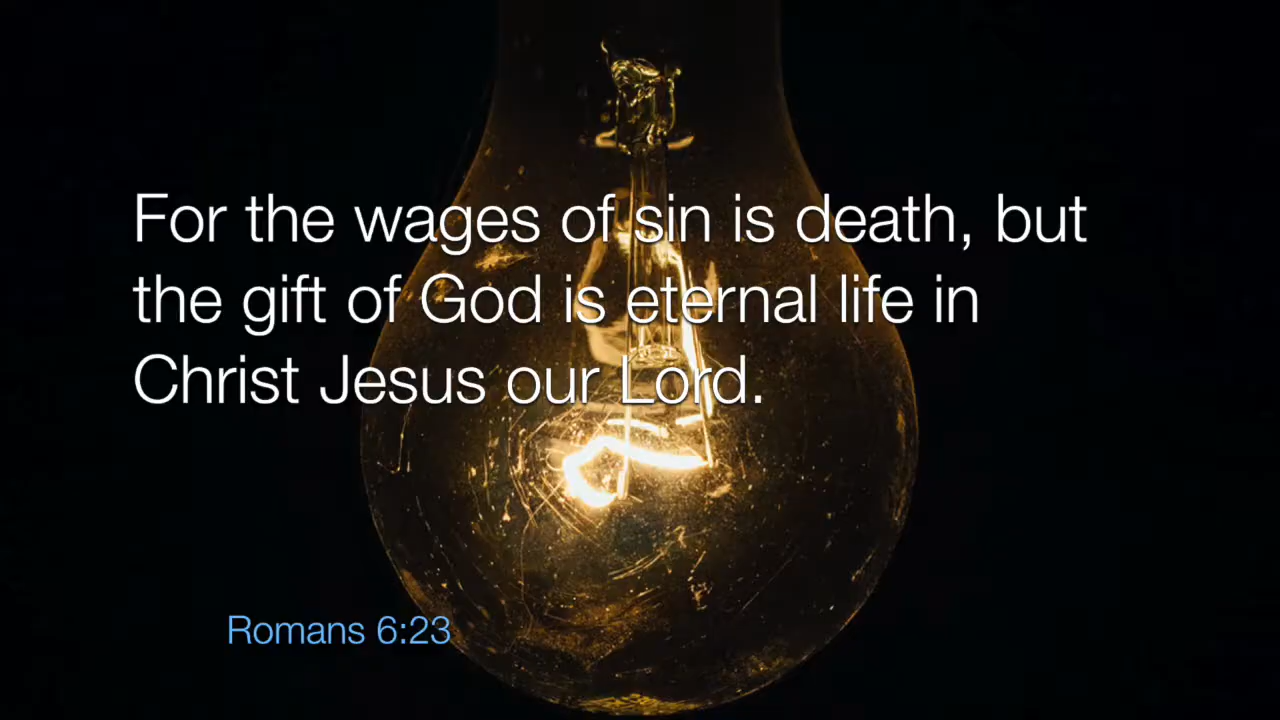 For the wages of sin is death, but
the gift of God is eternal life in
Christ Jesus our Lord.
Romans 6:23